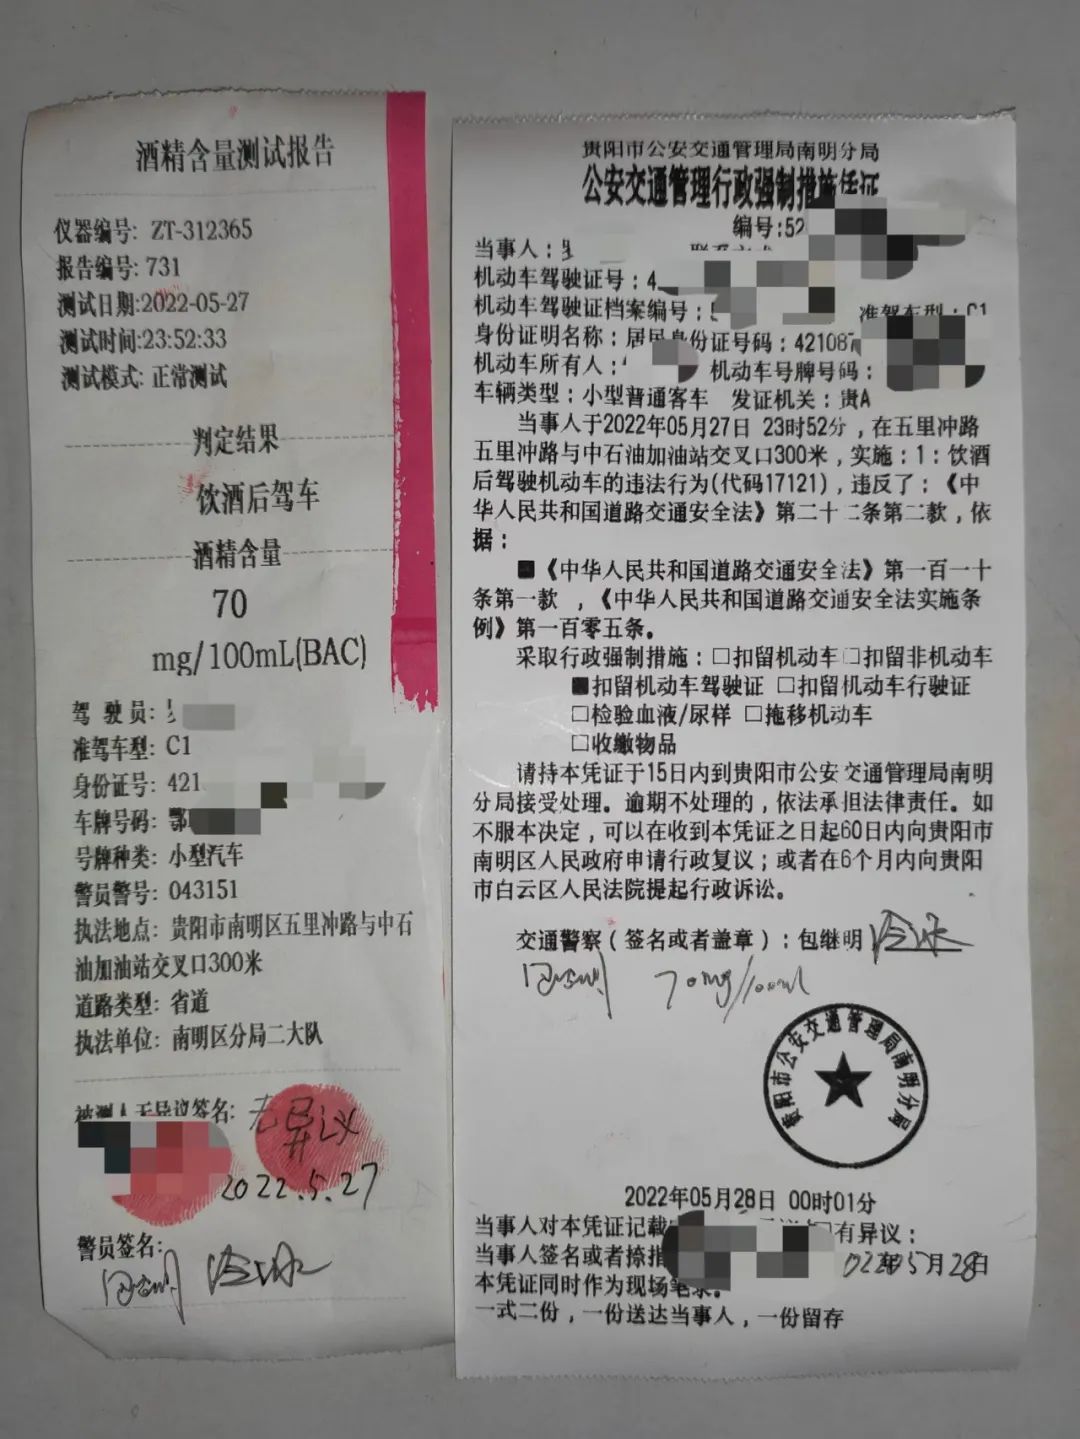 酒精含量测试报告
仪器编号: ZT-312365
报告编号: 731
测试日期:2022-05-27
测试时间:23:52:33
测试模式: 正常测试
判定结果
饮酒后驾车
酒精含量
70
mg/100mL(BAC)
驾 驶 员:
准驾车型: C1
身份证号: 421
车牌号码: 鄂
号牌种类: 小型汽车
警员警号: 043151
执法地点: 贵阳市南明区五里冲路与中石
油加油站交叉口300米
道路类型: 省道
执法单位: 南明区分局二大队
被测人无异议签名: 无异议
2022.5.27
警员签名:
贵阳市公安交通管理局南明分局
公安交通管理行政强制措施凭证
编号:52
当事人:
机动车驾驶证号:4
机动车驾驶证档案编号: 准驾车型:C1
身份证明名称:居民身份证号码:421087
机动车所有人: 机动车号牌号码:
车辆类型:小型普通客车 发证机关:贵A
当事人于2022年05月27日 23时52分,在五里冲路
五里冲路与中石油加油站交叉口300米,实施:1:饮酒
后驾驶机动车的违法行为(代码17121),违反了:《中
华人民共和国道路交通安全法》第二十二条第二款,依
据:
■《中华人民共和国道路交通安全法》第一百一十
条第一款 ,《中华人民共和国道路交通安全法实施条
例》第一百零五条。
采取行政强制措施:□扣留机动车□扣留非机动车
■扣留机动车驾驶证 □扣留机动车行驶证
□检验血液/尿样 □拖移机动车
□收缴物品
请持本凭证于15日内到贵阳市公安交通管理局南明
分局接受处理。逾期不处理的,依法承担法律责任。如
不服本决定,可以在收到本凭证之日起60日内向贵阳市
南明区人民政府申请行政复议;或者在6个月内向贵阳
市白云区人民法院提起行政诉讼。
交通警察(签名或者盖章):包继明
70mg/100ml
贵阳市公安交通管理局南明分局
2022年05月28日 00时01分
当事人对本凭证记载 有异议:
当事人签名或者捺指 022年05月28日
本凭证同时作为现场笔录。
一式二份,一份送达当事人,一份留存